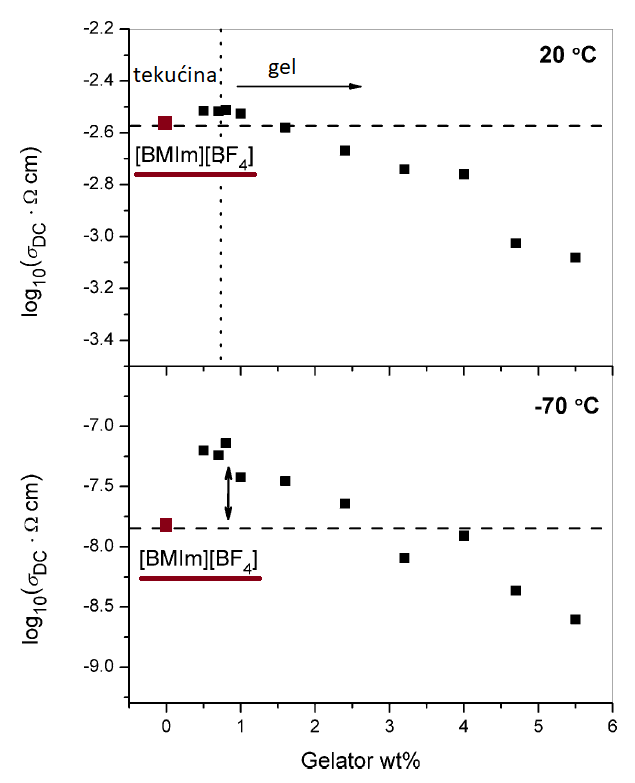 20 °C
tekućina
gel
[BMIm][BF4]
log10(σDC · Ω cm)
-2.2
-2.4
-2.6
-2.8
-3.0
-3.2
-3.4
-70 °C
[BMIm][BF4]
log10(σDC · Ω cm)
-7.0
-7.5
-8.0
-8.5
-9.0
0 1 2 3 4 5 6
Gelator wt%